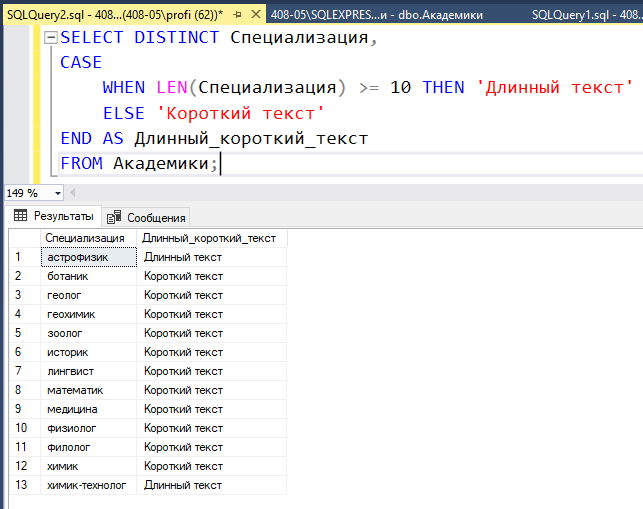 SQLQuery2.sql - 408...(408-05\profi (62))* 408-05\SQLEXPRES...и - dbo.Академики SQLQuery1.sql - 408
SELECT DISTINCT Специализация,
CASE
WHEN LEN(Специализация) >= 10 THEN 'Длинный текст'
ELSE 'Короткий текст'
END AS Длинный_короткий_текст
FROM Академики;
149 %
Результаты Сообщения
Специализация Длинный_короткий_текст
1 астрофизик Длинный текст
2 ботаник Короткий текст
3 геолог Короткий текст
4 геохимик Короткий текст
5 зоолог Короткий текст
6 историк Короткий текст
7 лингвист Короткий текст
8 математик Короткий текст
9 медицина Короткий текст
10 физиолог Короткий текст
11 филолог Короткий текст
12 химик Короткий текст
13 химик-технолог Длинный текст